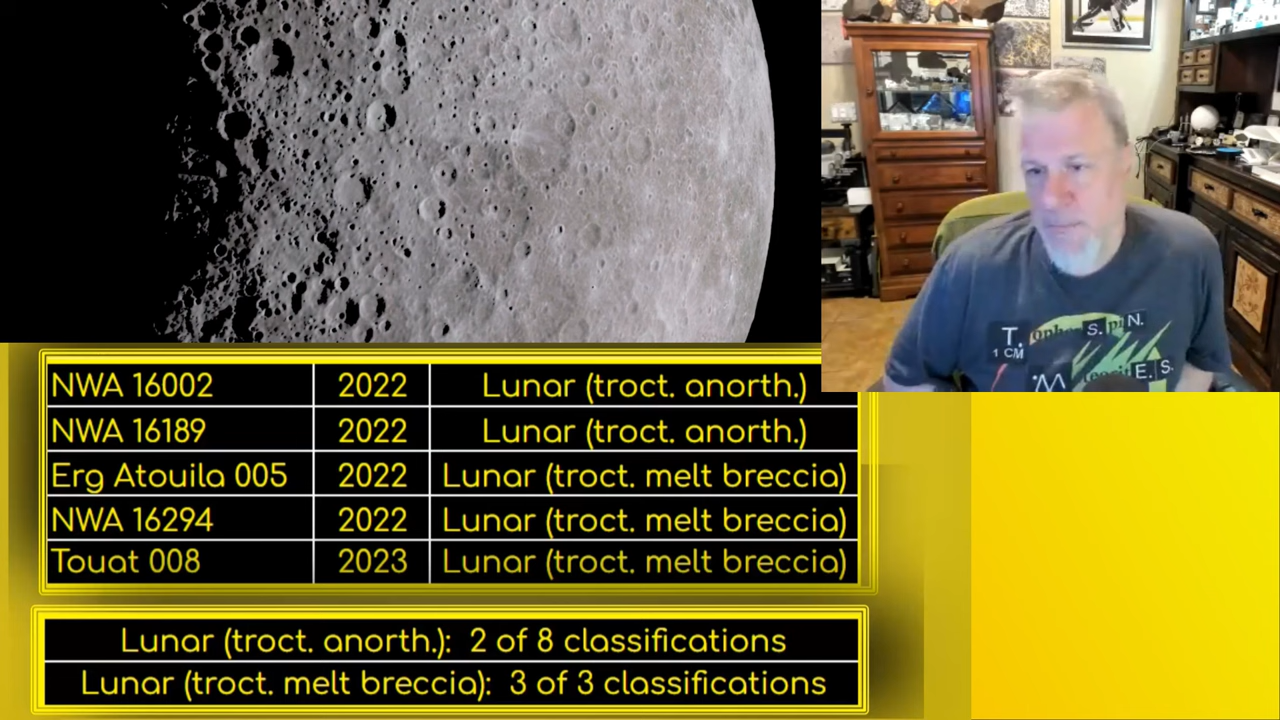 NWA 16002 2022 Lunar (troct. anorth.)
NWA 16189 2022 Lunar (troct. anorth.)
Erg Atouila 005 2022 Lunar (troct. melt breccia)
NWA 16294 2022 Lunar (troct. melt breccia)
Touat 008 2023 Lunar (troct. melt breccia)
Lunar (troct. anorth.): 2 of 8 classifications
Lunar (troct. melt breccia): 3 of 3 classifications
T. S. N.
1 CM
E. S.